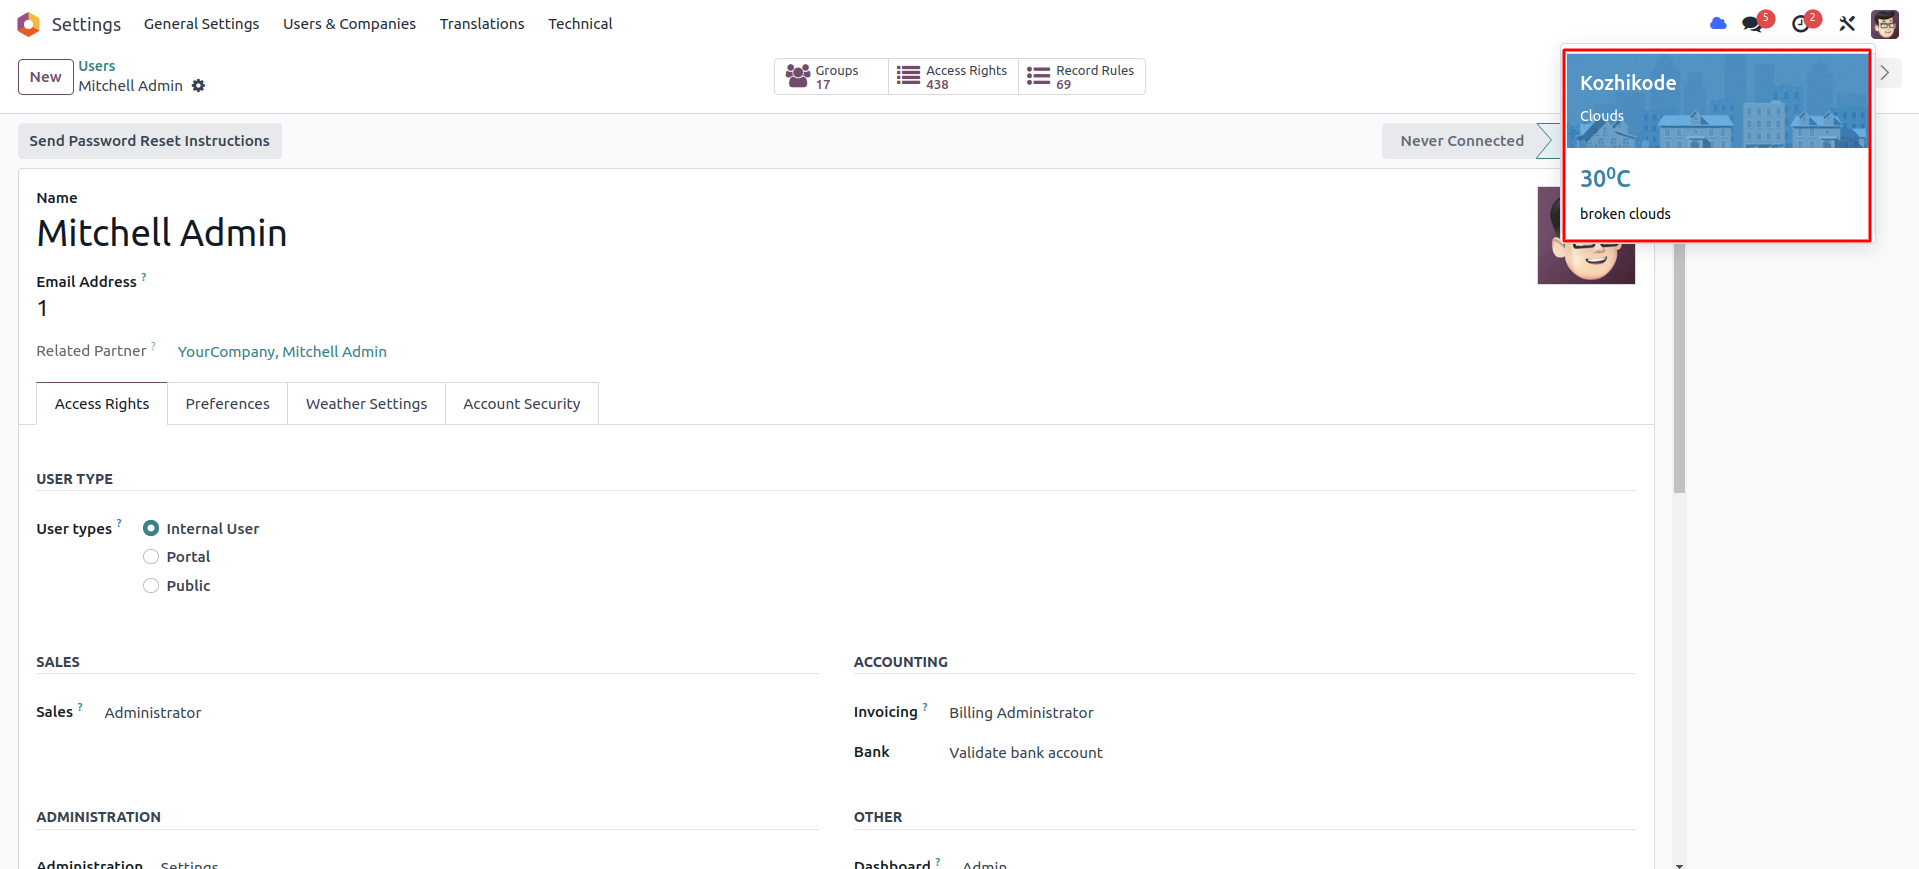 Settings General Settings Users & Companies Translations Technical 5 2
New Users
Mitchell Admin
Groups 17
Access Rights 438
Record Rules 69
Kozhikode
Clouds
30⁰C
broken clouds
Send Password Reset Instructions
Never Connected
Name
Mitchell Admin
Email Address ?
1
Related Partner ? YourCompany, Mitchell Admin
Access Rights Preferences Weather Settings Account Security
USER TYPE
User types ? Internal User
Portal
Public
SALES
Sales ? Administrator
ACCOUNTING
Invoicing ? Billing Administrator
Bank Validate bank account
ADMINISTRATION
Administration Settings
OTHER
Dashboard ? Admin